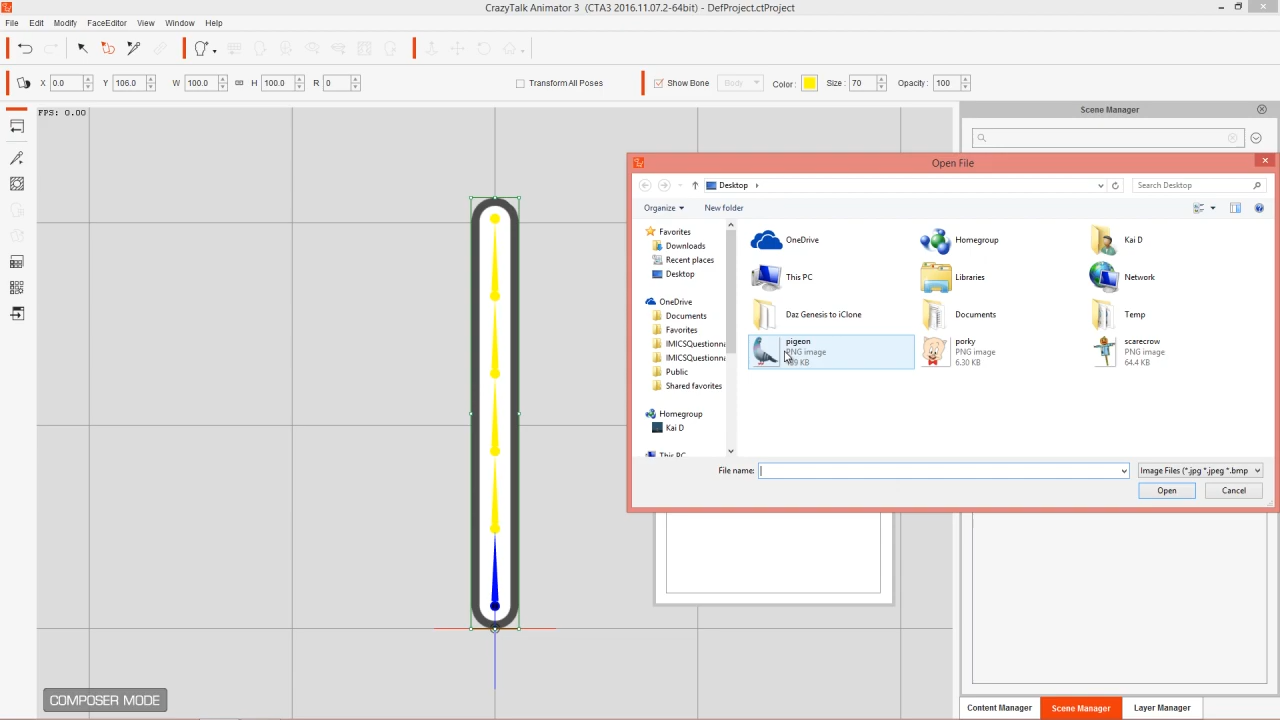 CrazyTalk Animator 3 (CTA3 2016.11.07.2-64bit) - DefProject.ctProject
File Edit Modify FaceEditor View Window Help
X 0.0 Y 106.0 W 100.0 H 100.0 R 0 Transform All Poses Show Bone Body Color : Size : 70 Opacity : 100
FPS: 0.00
Scene Manager
Open File
Desktop
Search Desktop
Organize New folder
Favorites
Downloads
Recent places
Desktop
OneDrive
Documents
Favorites
IMICSQuestionna
IMICSQuestionna
Public
Shared favorites
Homegroup
Kai D
This PC
OneDrive Homegroup Kai D
This PC Libraries Network
Daz Genesis to iClone Documents Temp
pigeon
PNG image
porky
PNG image
6.30 KB
scarecrow
PNG image
64.4 KB
File name:
Image Files (*.jpg *.jpeg *.bmp
Open Cancel
COMPOSER MODE
Content Manager Scene Manager Layer Manager